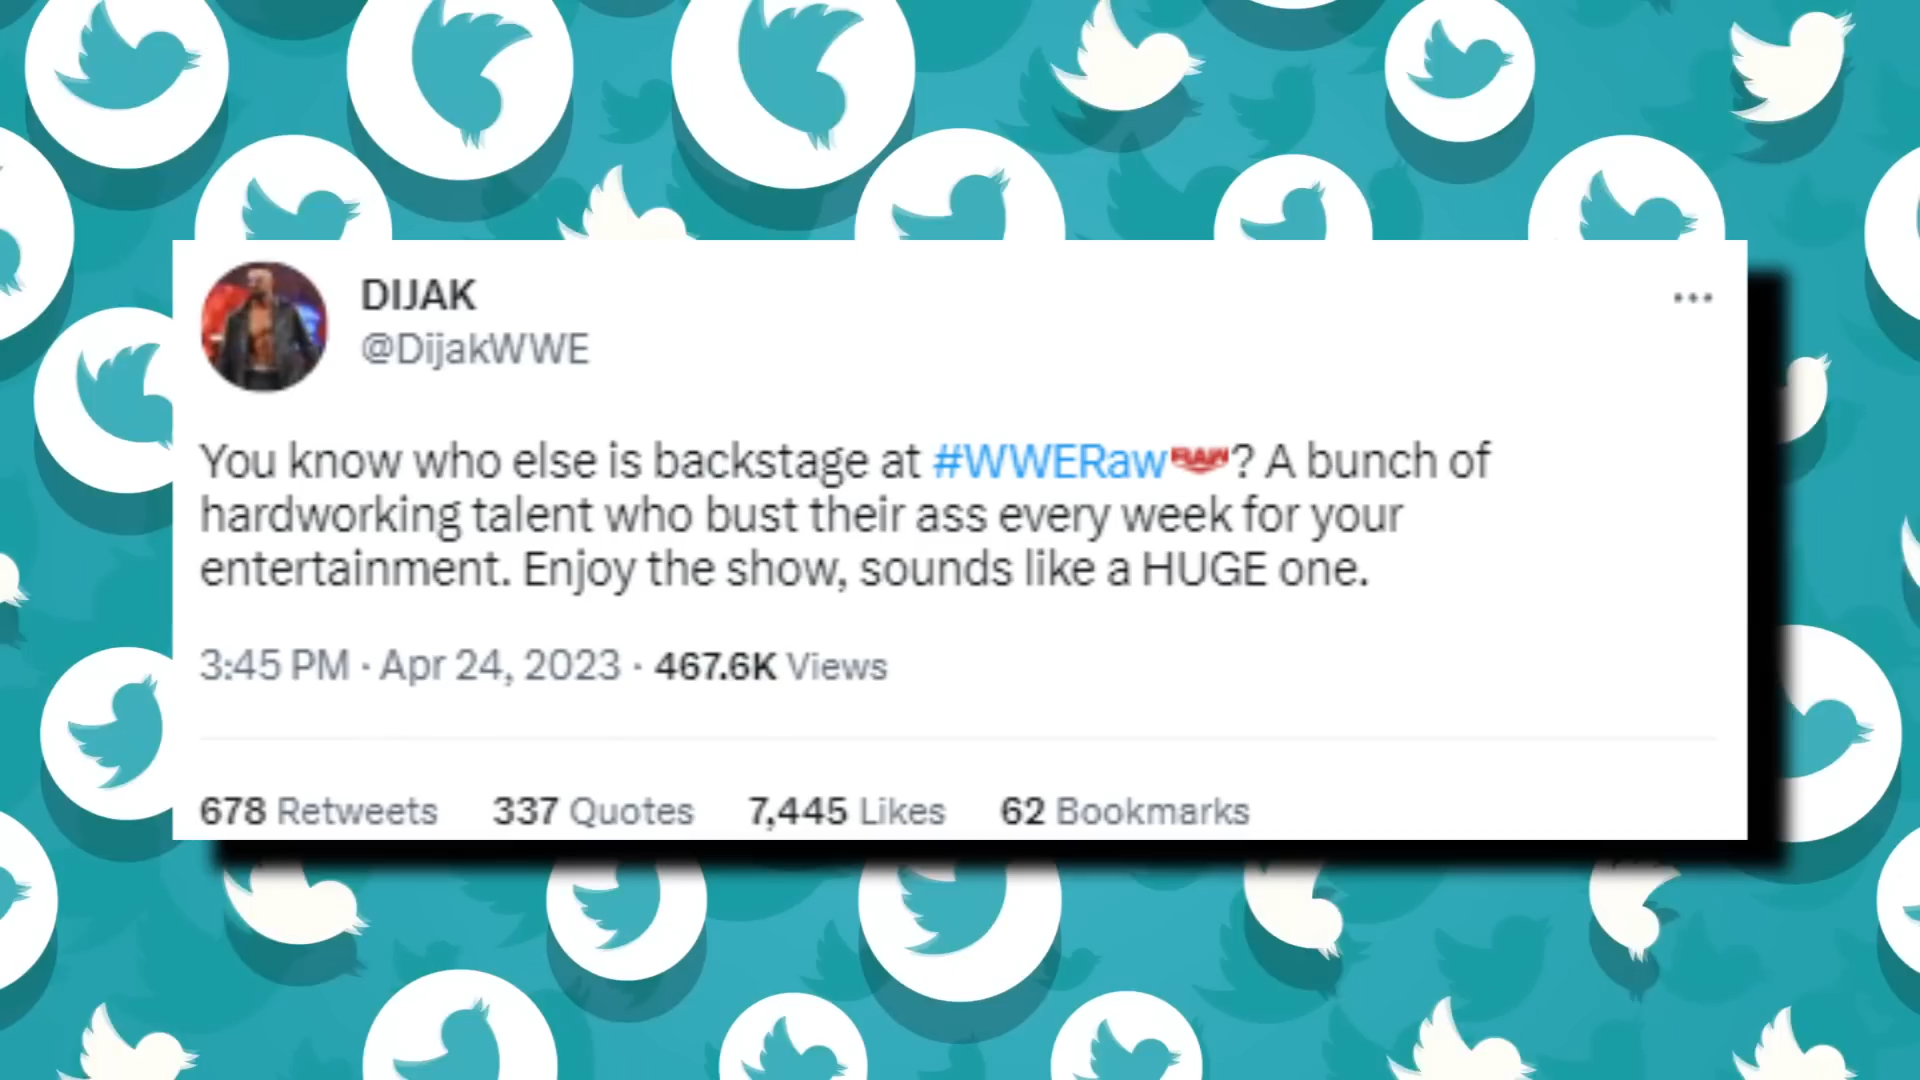 DIJAK
@DijakWWE
You know who else is backstage at #WWERaw RAW? A bunch of
hardworking talent who bust their ass every week for your
entertainment. Enjoy the show, sounds like a HUGE one.
3:45 PM · Apr 24, 2023 · 467.6K Views
678 Retweets 337 Quotes 7,445 Likes 62 Bookmarks